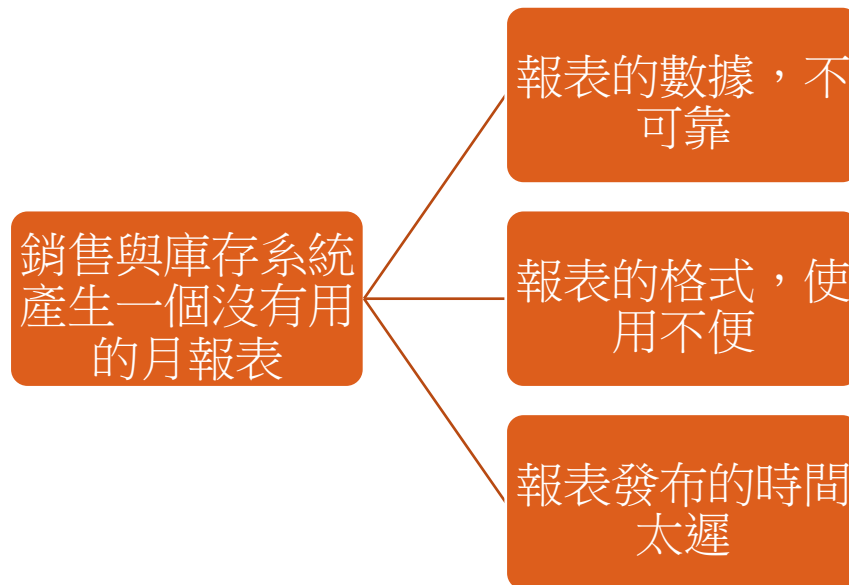 銷售與庫存系統
產生一個沒有用
的月報表
報表的數據，不
可靠
報表的格式，使
用不便
報表發布的時間
太遲